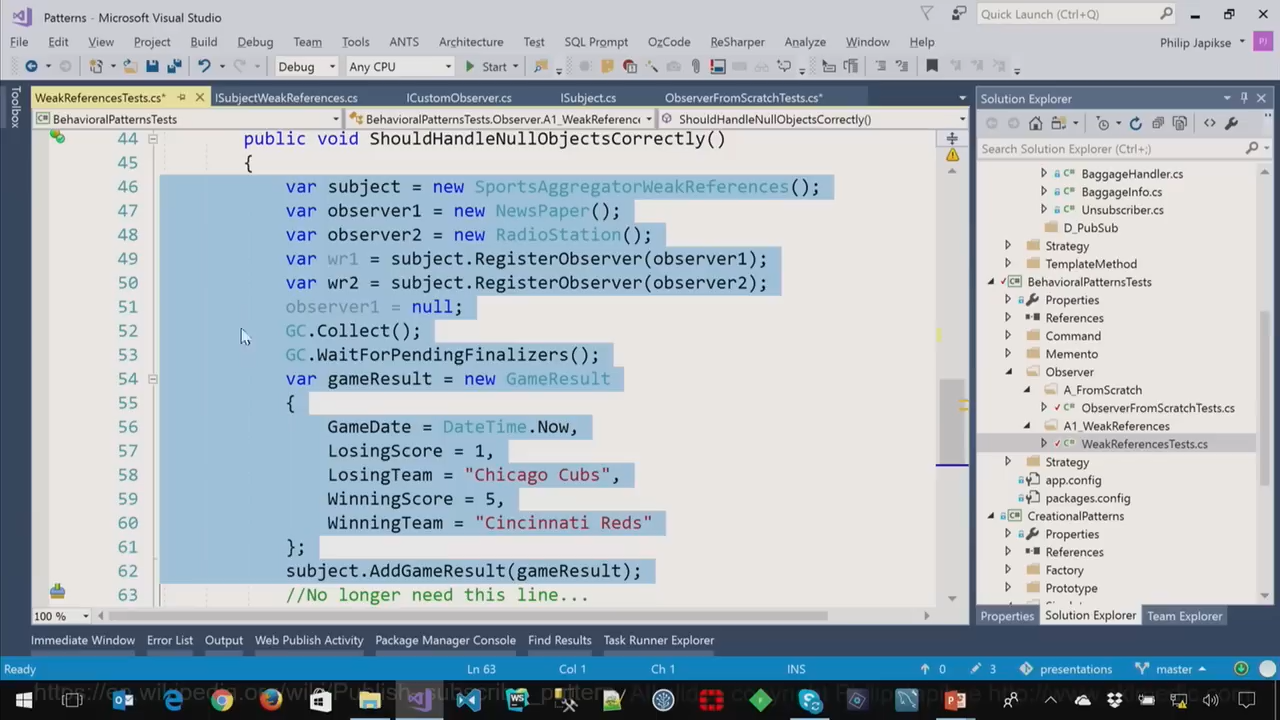 Patterns - Microsoft Visual Studio
Quick Launch (Ctrl+Q)
File Edit View Project Build Debug Team Tools ANTS Architecture Test SQL Prompt OzCode ReSharper Analyze Window Help
Philip Japikse
PJ
Debug Any CPU Start
Toolbox
WeakReferencesTests.cs* ISubjectWeakReferences.cs ICustomObserver.cs ISubject.cs ObserverFromScratchTests.cs*
BehavioralPatternsTests BehavioralPatternsTests.Observer.A1_WeakReference ShouldHandleNullObjectsCorrectly()
44 public void ShouldHandleNullObjectsCorrectly()
45 {
46 var subject = new SportsAggregatorWeakReferences();
47 var observer1 = new NewsPaper();
48 var observer2 = new RadioStation();
49 var wr1 = subject.RegisterObserver(observer1);
50 var wr2 = subject.RegisterObserver(observer2);
51 observer1 = null;
52 GC.Collect();
53 GC.WaitForPendingFinalizers();
54 var gameResult = new GameResult
55 {
56 GameDate = DateTime.Now,
57 LosingScore = 1,
58 LosingTeam = "Chicago Cubs",
59 WinningScore = 5,
60 WinningTeam = "Cincinnati Reds"
61 };
62 subject.AddGameResult(gameResult);
63 //No longer need this line...
100 %
Solution Explorer
Search Solution Explorer (Ctrl+;)
BaggageHandler.cs
BaggageInfo.cs
Unsubscriber.cs
D_PubSub
Strategy
TemplateMethod
BehavioralPatternsTests
Properties
References
Command
Memento
Observer
A_FromScratch
ObserverFromScratchTests.cs
A1_WeakReferences
WeakReferencesTests.cs
Strategy
app.config
packages.config
CreationalPatterns
Properties
References
Factory
Prototype
Properties Solution Explorer Team Explorer
Immediate Window Error List Output Web Publish Activity Package Manager Console Find Results Task Runner Explorer
Ready Ln 63 Col 1 Ch 1 INS 0 3 presentations master